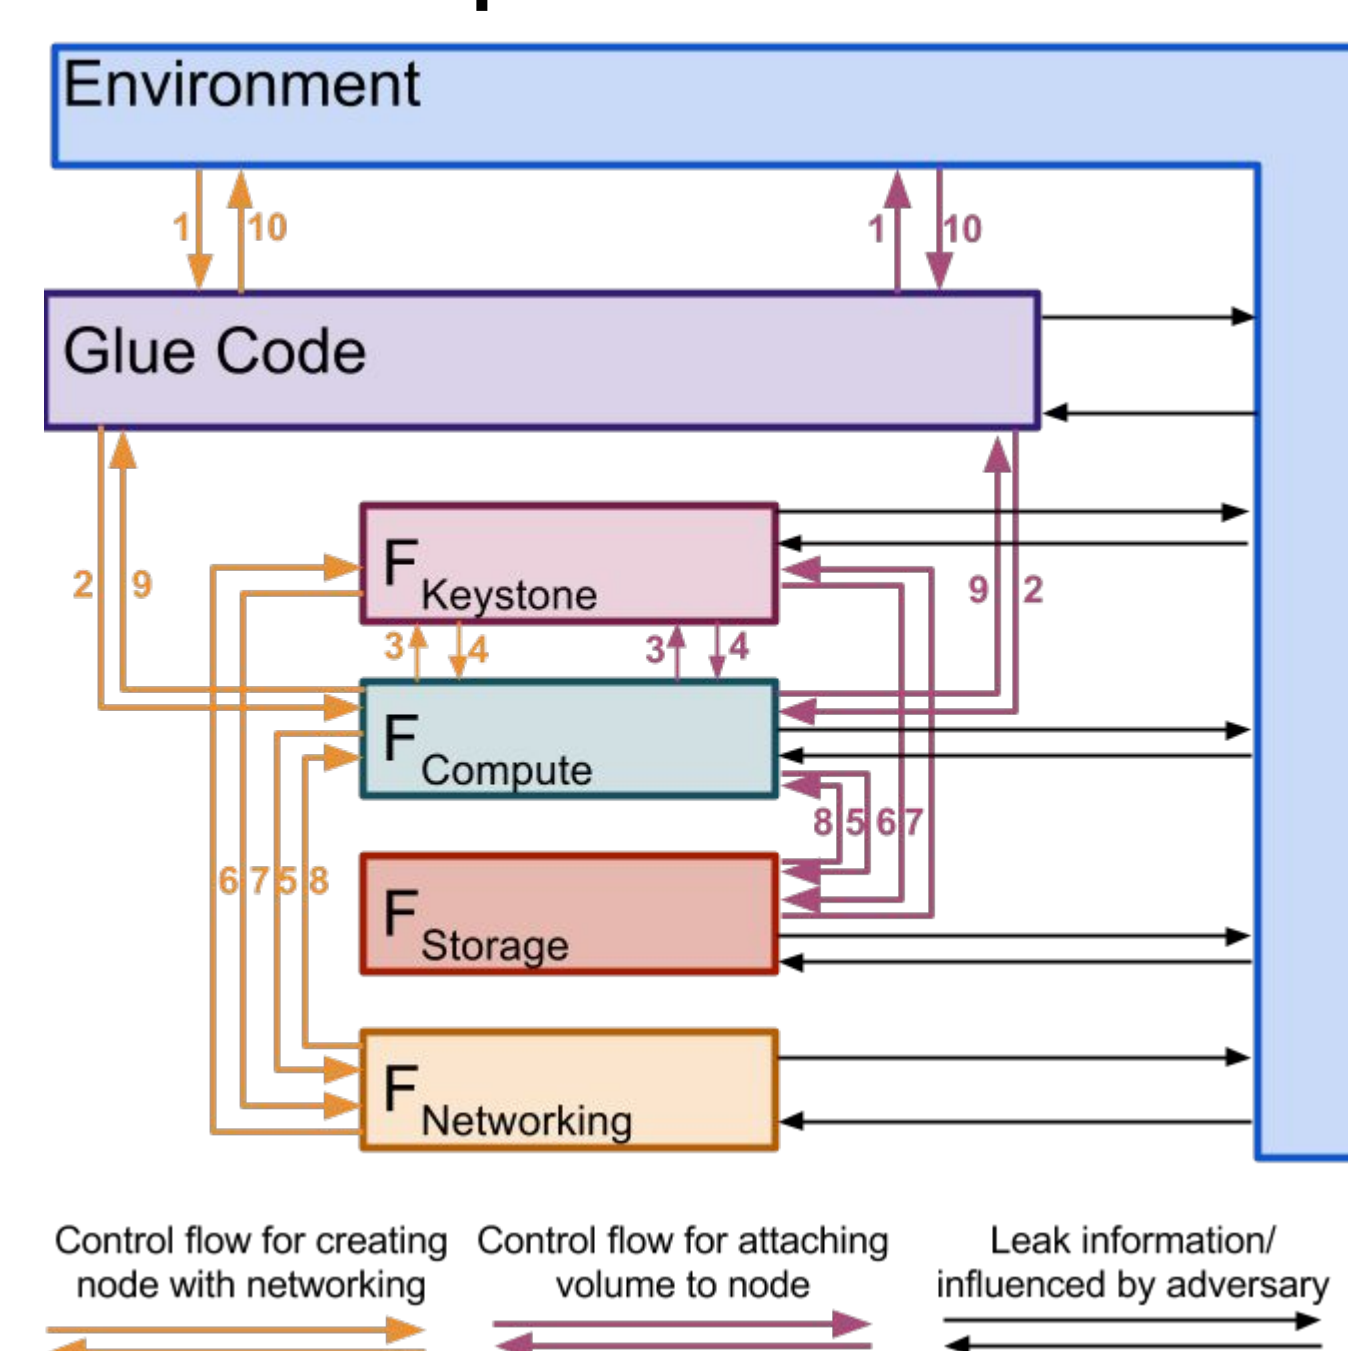 Environment
1 10 1 10
Glue Code
F Keystone
2 9 9 2
3 4 3 4
F Compute
8 5 6 7
6 7 5 8
F Storage
F Networking
Control flow for creating
node with networking
Control flow for attaching
volume to node
Leak information/
influenced by adversary